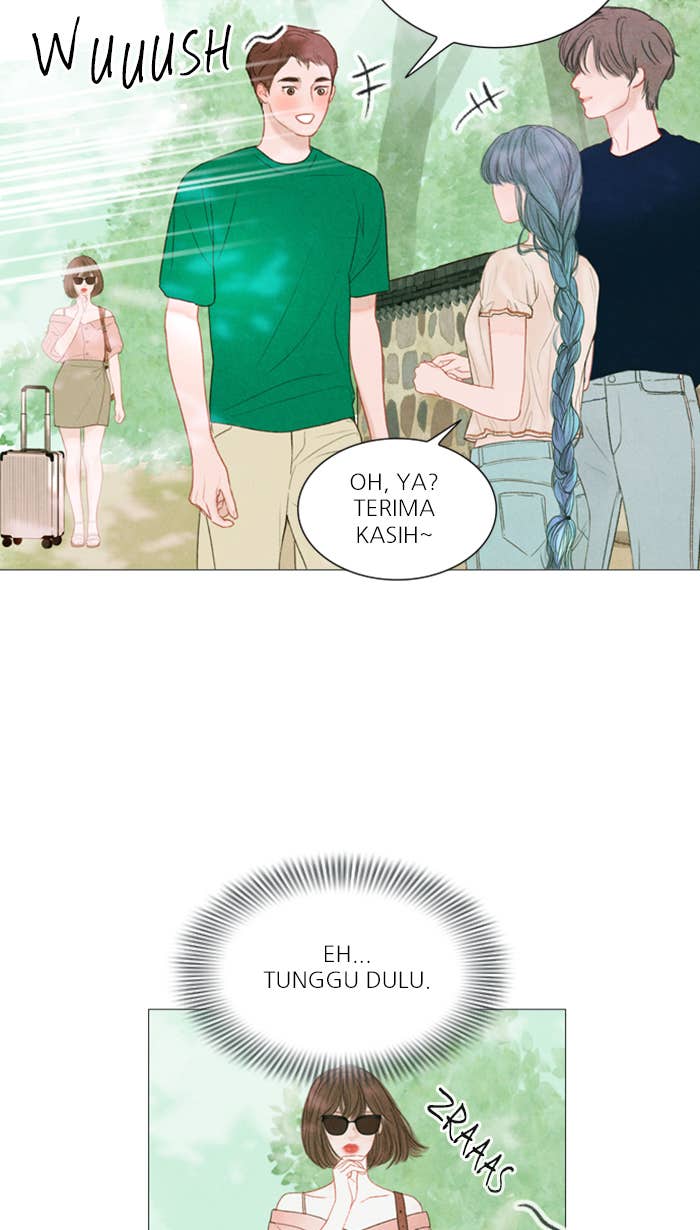 WUUUSH~
OH, YA?
TERIMA
KASIH~
EH...
TUNGGU DULU.
ZRAAAS